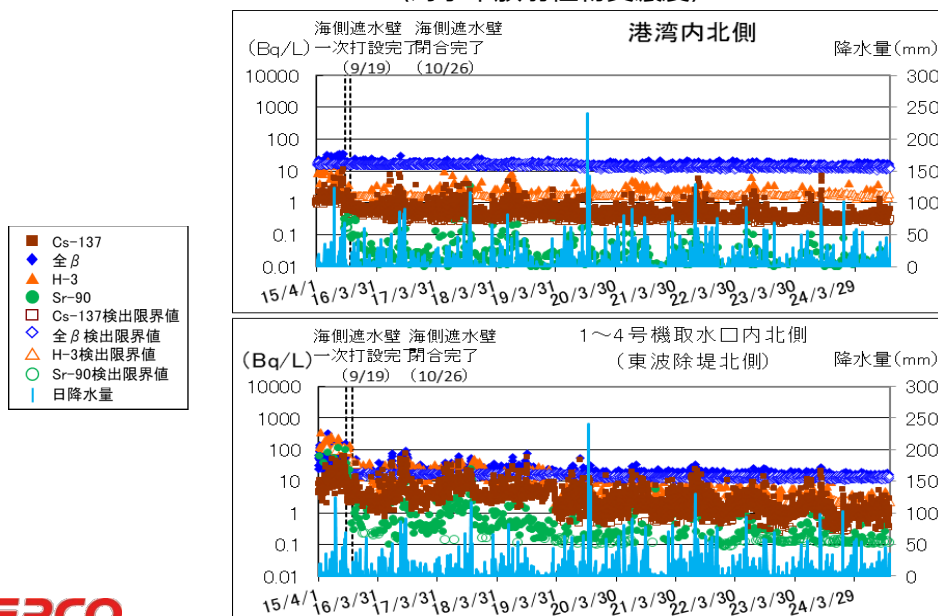 海側遮水壁 海側遮水壁
(Bq/L) 一次打設完了 閉合完了 港湾内北側 降水量(mm)
(9/19) (10/26)
10000 300
1000 250
100 200
10 150
1 100
0.1 50
0.01 0
15/4/1 16/3/31 17/3/31 18/3/31 19/3/31 20/3/30 21/3/30 22/3/30 23/3/30 24/3/29
Cs-137
全β
H-3
Sr-90
Cs-137検出限界値
全β検出限界値
H-3検出限界値
Sr-90検出限界値
日降水量
海側遮水壁 海側遮水壁 1～4号機取水口内北側
(Bq/L) 一次打設完了 閉合完了 (東波除堤北側) 降水量(mm)
(9/19) (10/26)
10000 300
1000 250
100 200
10 150
1 100
0.1 50
0.01 0
15/4/1 16/3/31 17/3/31 18/3/31 19/3/31 20/3/30 21/3/30 22/3/30 23/3/30 24/3/29